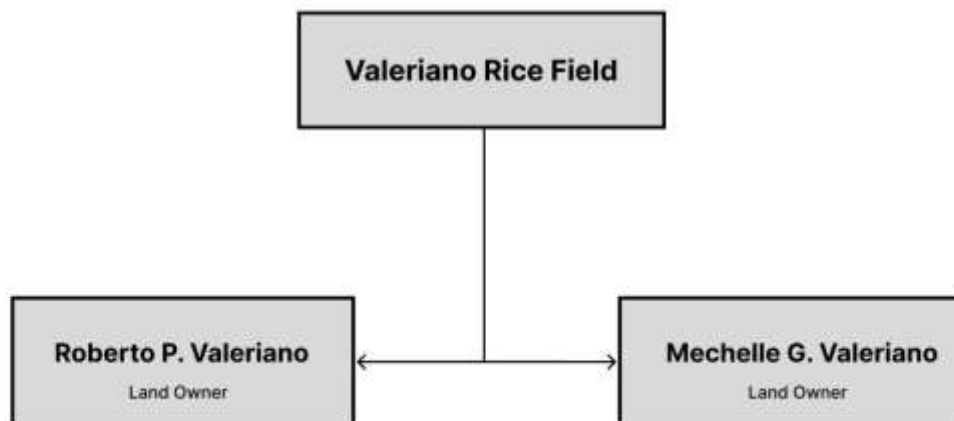 Valeriano Rice Field
Roberto P. Valeriano
Land Owner
Mechelle G. Valeriano
Land Owner